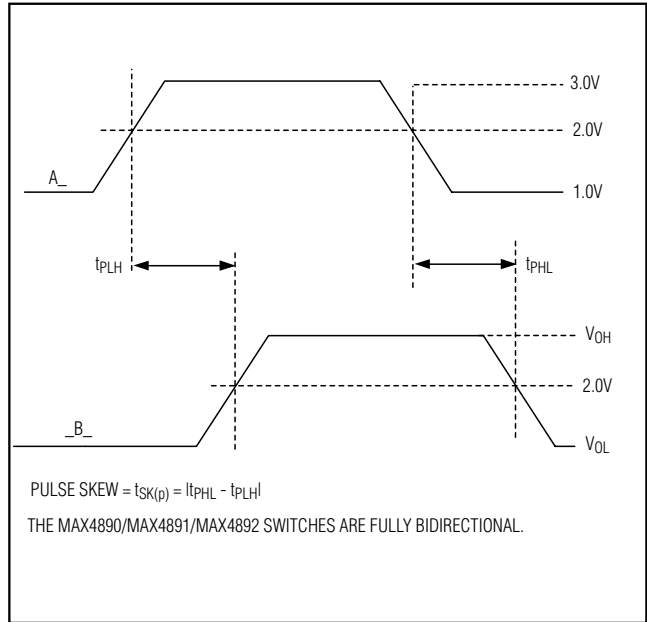 3.0V
2.0V
A_
1.0V
tPLH
tPHL
VOH
2.0V
_B_
VOL
PULSE SKEW = tSK(p) = |tPHL - tPLH|
THE MAX4890/MAX4891/MAX4892 SWITCHES ARE FULLY BIDIRECTIONAL.